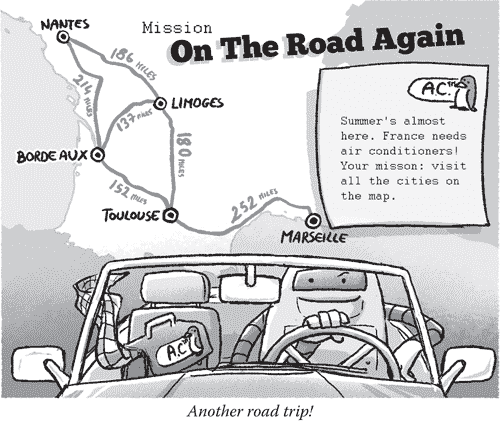 Mission
On The Road Again
NANTES
186 MILES
214 MILES
LIMOGES
137 MILES
180 MILES
BORDEAUX
152 MILES
TOULOUSE
252 MILES
MARSEILLE
A.C.™
Summer's almost
here. France needs
air conditioners!
Your misson: visit
all the cities on
the map.
A.C.™
Another road trip!